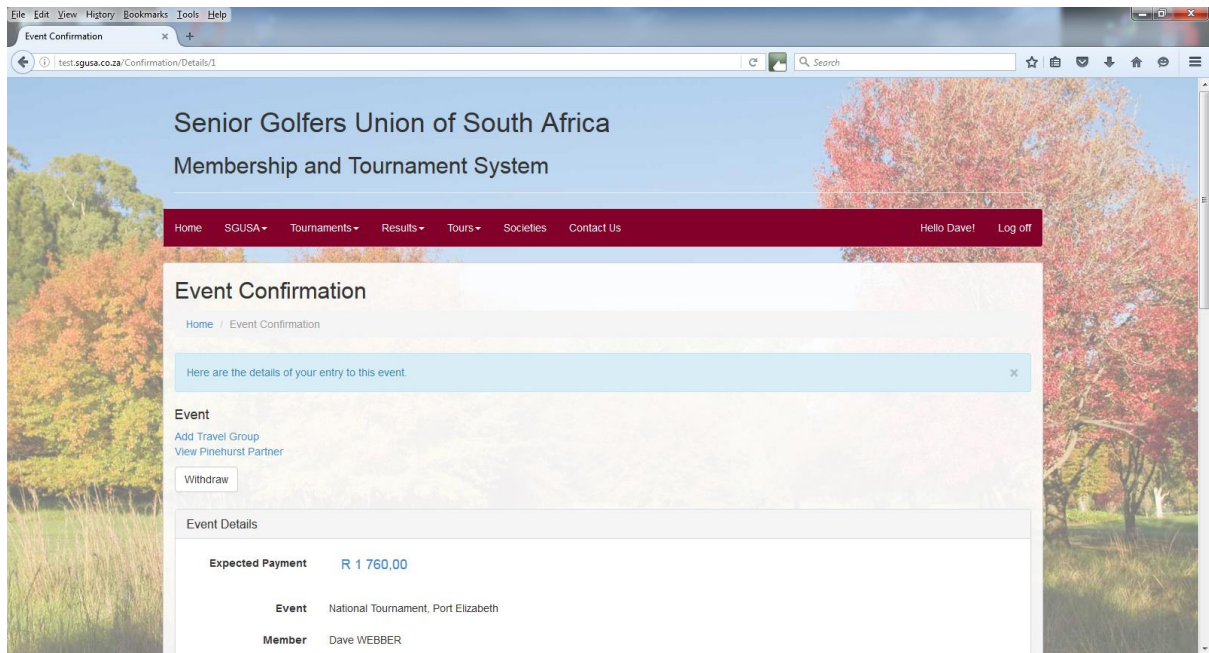 File Edit View History Bookmarks Tools Help
Event Confirmation × +
test.sgusa.co.za/Confirmation/Details/1 Search
Senior Golfers Union of South Africa
Membership and Tournament System
Home SGUSA Tournaments Results Tours Societies Contact Us Hello Dave! Log off
Event Confirmation
Home / Event Confirmation
Here are the details of your entry to this event. ×
Event
Add Travel Group
View Pinehurst Partner
Withdraw
Event Details
Expected Payment R 1 760,00
Event National Tournament, Port Elizabeth
Member Dave WEBBER